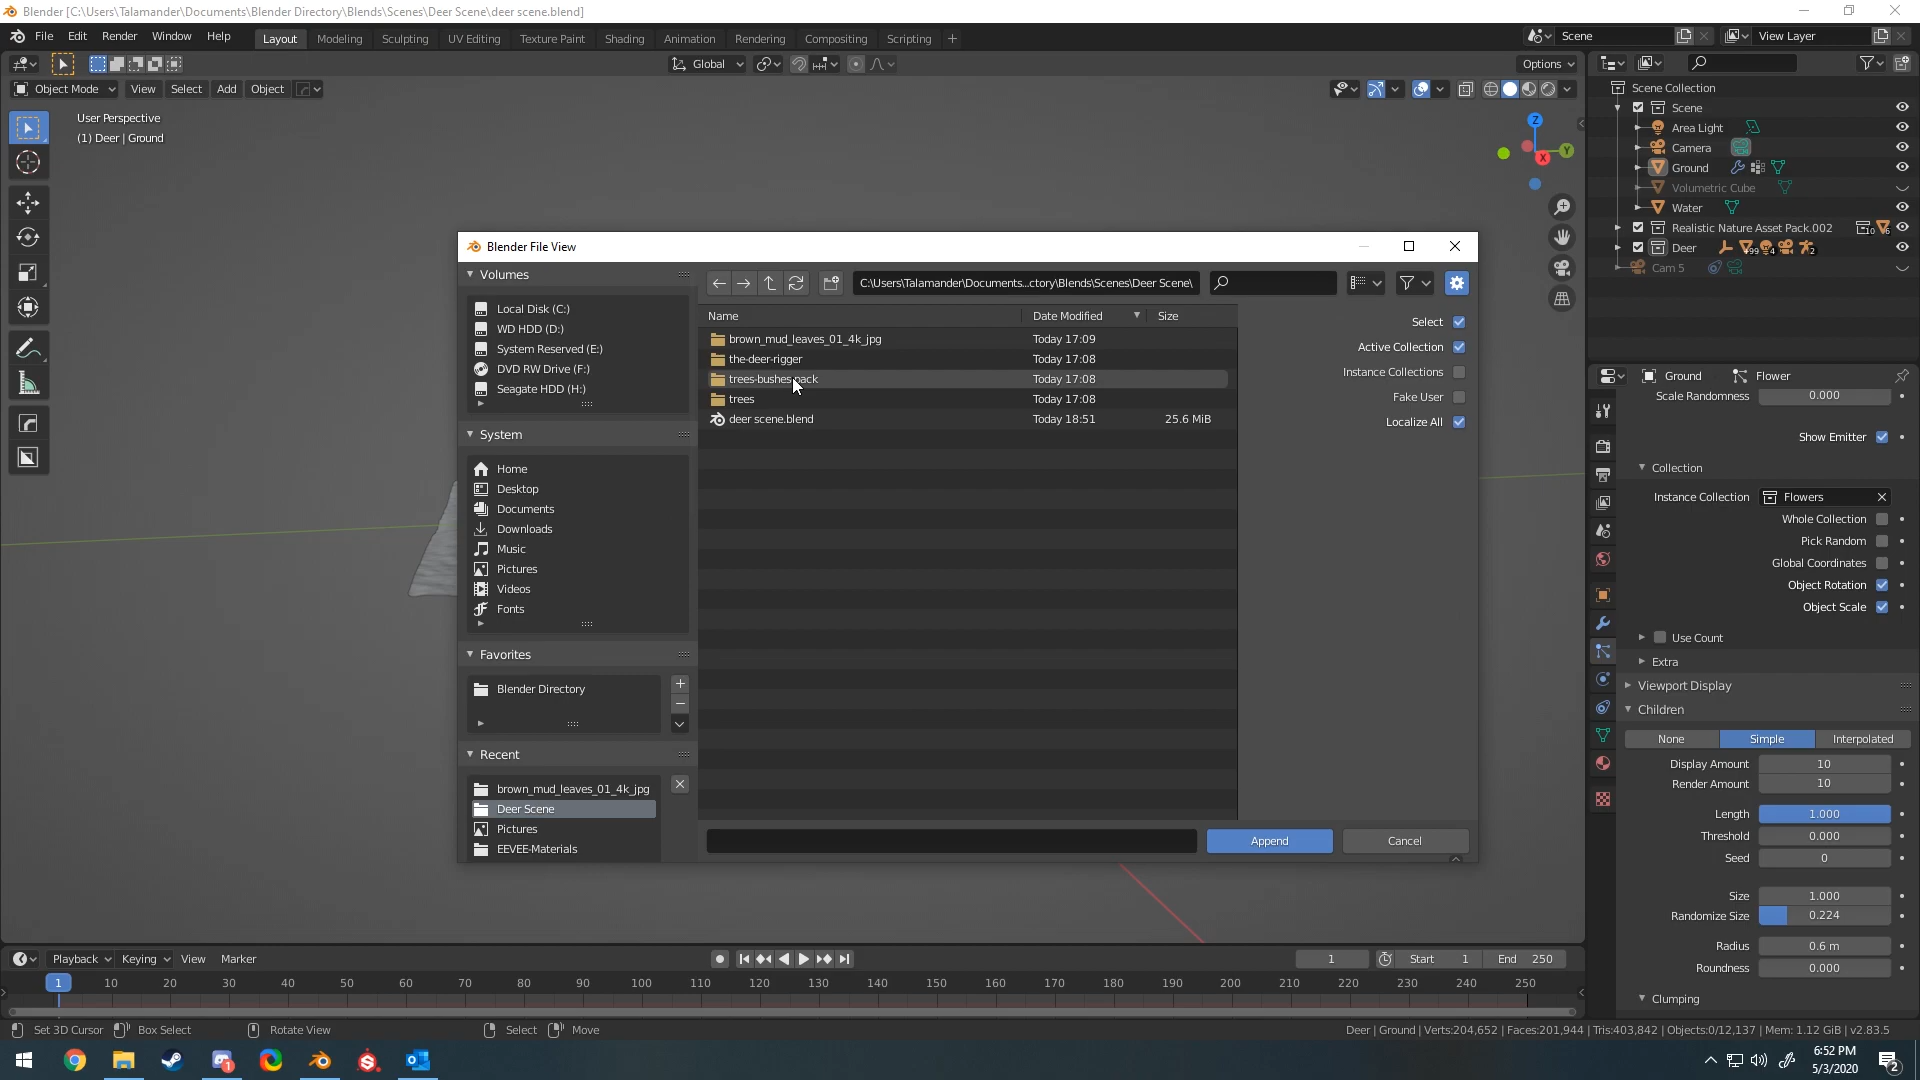 Blender [C:\Users\Talamander\Documents\Blender Directory\Blends\Scenes\Deer Scene\deer scene.blend]
File Edit Render Window Help Layout Modeling Sculpting UV Editing Texture Paint Shading Animation Rendering Compositing Scripting + Scene View Layer
Global Options
Object Mode View Select Add Object
User Perspective
(1) Deer | Ground
Z
Y
X
Scene Collection
Scene
Area Light
Camera
Ground
Volumetric Cube
Water
Realistic Nature Asset Pack.002 10 6
Deer +99 4 2
Cam 5
Blender File View
Volumes
Local Disk (C:)
WD HDD (D:)
System Reserved (E:)
DVD RW Drive (F:)
Seagate HDD (H:)
System
Home
Desktop
Documents
Downloads
Music
Pictures
Videos
Fonts
Favorites
Blender Directory
Recent
brown_mud_leaves_01_4k_jpg
Deer Scene
Pictures
EEVEE-Materials
C:\Users\Talamander\Documents...ctory\Blends\Scenes\Deer Scene\
Name Date Modified Size
brown_mud_leaves_01_4k_jpg Today 17:09
the-deer-rigger Today 17:08
trees-bushes-pack Today 17:08
trees Today 17:08
deer scene.blend Today 18:51 25.6 MiB
Select
Active Collection
Instance Collections
Fake User
Localize All
Append Cancel
Ground Flower
Scale Randomness 0.000
Show Emitter
Collection
Instance Collection Flowers
Whole Collection
Pick Random
Global Coordinates
Object Rotation
Object Scale
Use Count
Extra
Viewport Display
Children
None Simple Interpolated
Display Amount 10
Render Amount 10
Length 1.000
Threshold 0.000
Seed 0
Size 1.000
Randomize Size 0.224
Radius 0.6 m
Roundness 0.000
Clumping
Playback Keying View Marker 1 Start 1 End 250
1 10 20 30 40 50 60 70 80 90 100 110 120 130 140 150 160 170 180 190 200 210 220 230 240 250
Set 3D Cursor Box Select Rotate View Select Move Deer | Ground | Verts:204,652 | Faces:201,944 | Tris:403,842 | Objects:0/12,137 | Mem: 1.12 GiB | v2.83.5
1 6:52 PM
5/3/2020 2